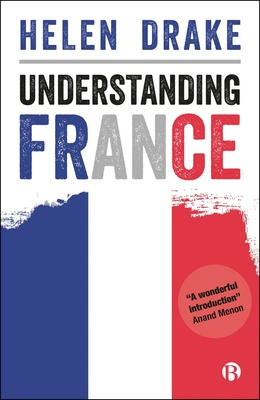 HELEN DRAKE
UNDERSTANDING
FRANCE
"A wonderful
introduction"
Anand Menon
B